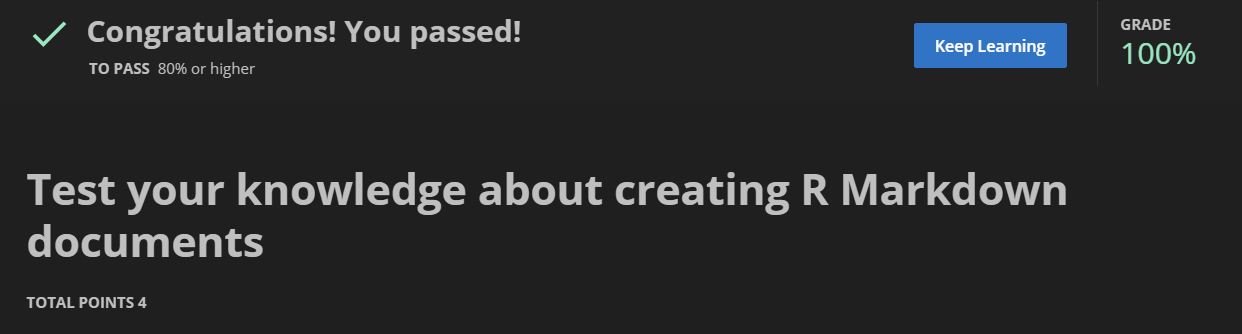 Congratulations! You passed!
TO PASS 80% or higher
Keep Learning
GRADE
100%
Test your knowledge about creating R Markdown
documents
TOTAL POINTS 4